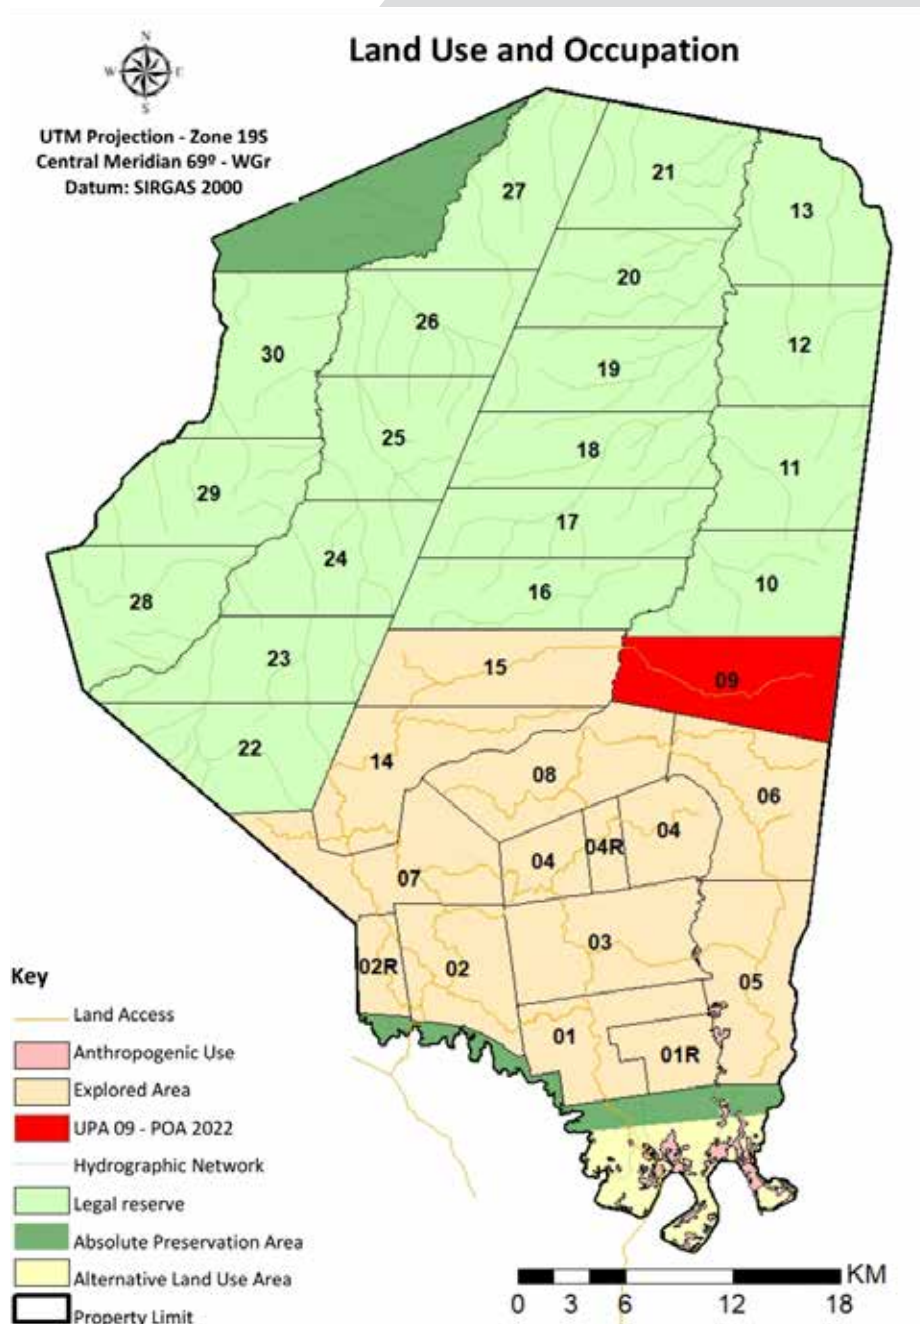 Land Use and Occupation
N
W E
S
UTM Projection - Zone 19S
Central Meridian 69º - WGr
Datum: SIRGAS 2000
21
27
13
20
26
12
30
19
25
18
11
29
17
24
10
16
28
23
15
09
22
14
08
06
04
04R
04
07
03
02R
02
05
01
01R
Key
Land Access
Anthropogenic Use
Explored Area
UPA 09 - POA 2022
Hydrographic Network
Legal reserve
Absolute Preservation Area
Alternative Land Use Area
Property Limit
KM
0 3 6 12 18